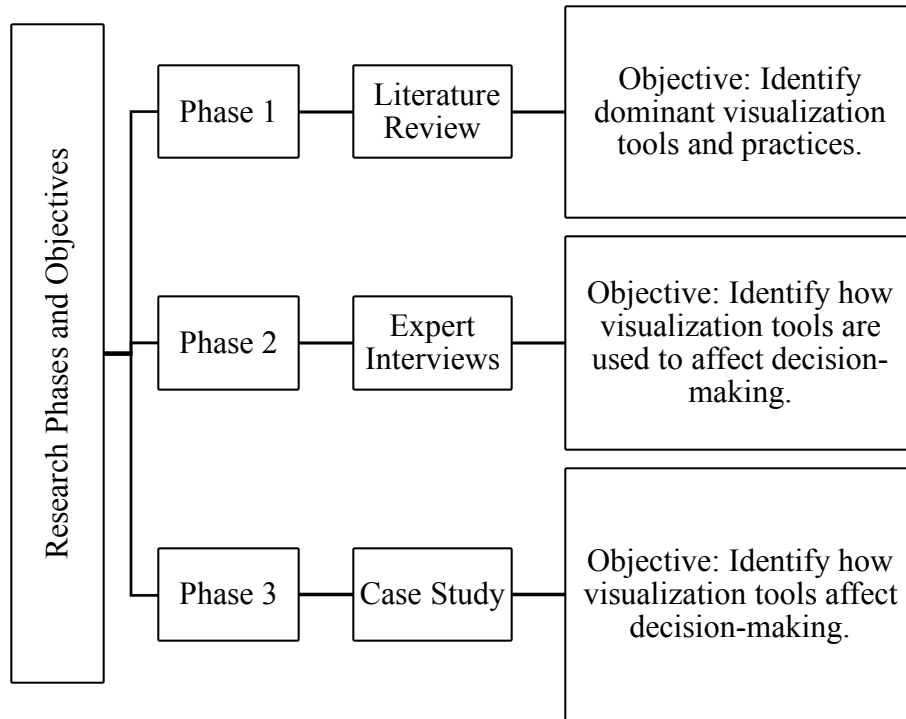 Research Phases and Objectives
Phase 1
Literature
Review
Objective: Identify
dominant visualization
tools and practices.
Phase 2
Expert
Interviews
Objective: Identify how
visualization tools are
used to affect decision-
making.
Phase 3
Case Study
Objective: Identify how
visualization tools affect
decision-making.